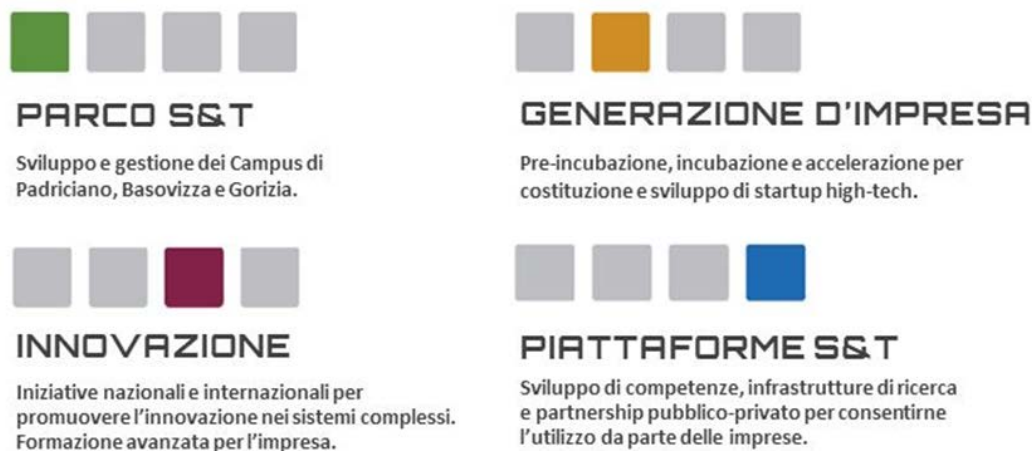 PARCO S&T
Sviluppo e gestione dei Campus di
Padriciano, Basovizza e Gorizia.
GENERAZIONE D'IMPRESA
Pre-incubazione, incubazione e accelerazione per
costituzione e sviluppo di startup high-tech.
INNOVAZIONE
Iniziative nazionali e internazionali per
promuovere l'innovazione nei sistemi complessi.
Formazione avanzata per l'impresa.
PIATTAFORME S&T
Sviluppo di competenze, infrastrutture di ricerca
e partnership pubblico-privato per consentirne
l'utilizzo da parte delle imprese.